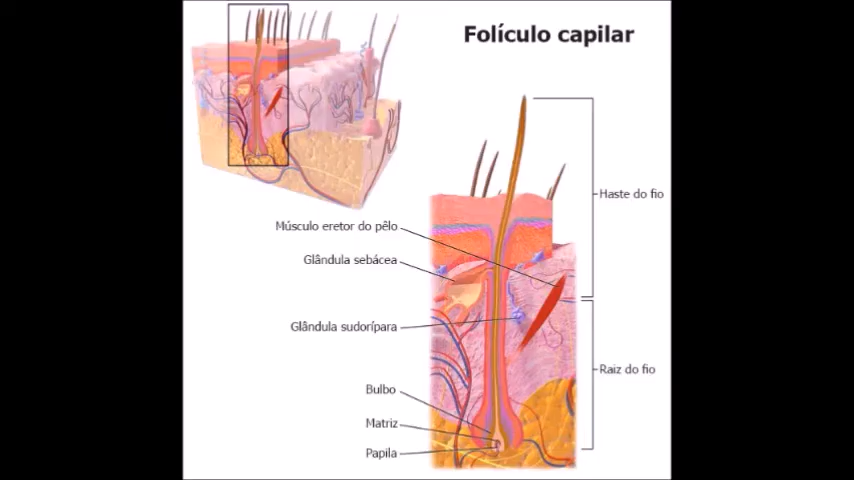 Folículo capilar
Haste do fio
Músculo eretor do pêlo
Glândula sebácea
Glândula sudorípara
Raiz do fio
Bulbo
Matriz
Papila